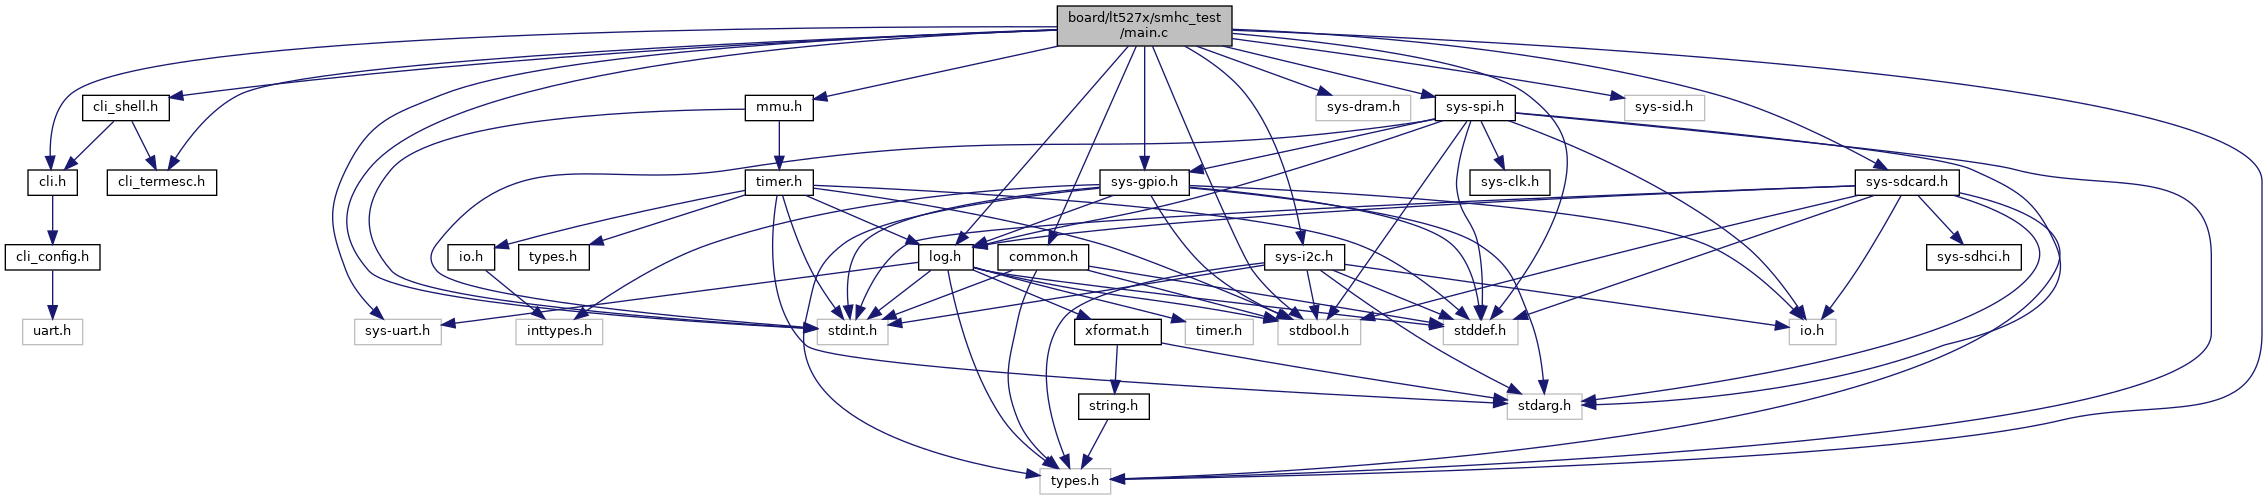 board/lt527x/smhc_test
/main.c
cli_shell.h
mmu.h
sys-dram.h
sys-spi.h
sys-sid.h
cli.h
cli_termesc.h
timer.h
sys-gpio.h
sys-clk.h
sys-sdcard.h
cli_config.h
io.h
types.h
log.h
common.h
sys-i2c.h
sys-sdhci.h
uart.h
sys-uart.h
inttypes.h
stdint.h
xformat.h
timer.h
stdbool.h
stddef.h
io.h
string.h
stdarg.h
types.h